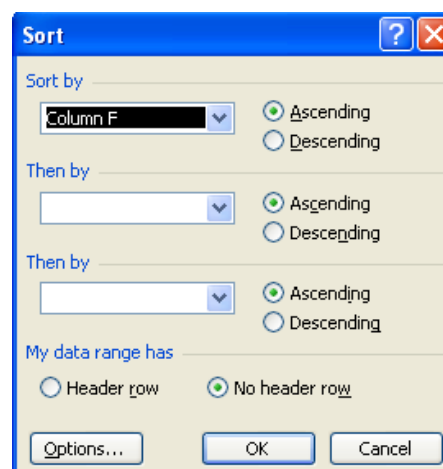 Sort
Sort by
Column F
Ascending
Descending
Then by
Ascending
Descending
Then by
Ascending
Descending
My data range has
Header row
No header row
Options...
OK
Cancel